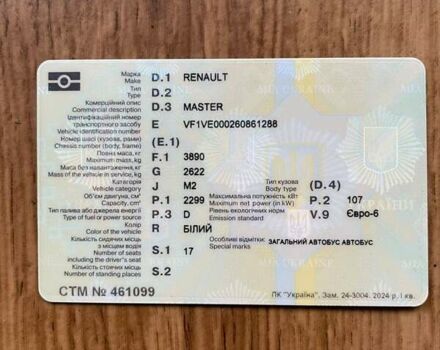 Марка D.1 RENAULT
Make
Тип D.2
Type
Комерційний опис D.3 MASTER
Commercial description
Ідентифікаційний номер E VF1VE000260861288
транспортного засобу
Vehicle identification number
Номер шасі (кузова, рами) (E.1)
Chassis number (body, frame)
Повна маса, кг F.1 3890
Maximum mass, kg
Маса без навантаження, кг G 2622
Mass of the vehicle in service, kg
Категорія J M2 Тип кузова (D.4)
Category Body type
Об'єм двигуна, см³ P.1 2299 Максимальна потужність кВт P.2 107
Capacity, cm³ Maximum net power (in kW)
Тип палива або джерела енергії P.3 D Рівень екологічних норм V.9 Євро-6
Type of fuel or power source Emission standard
Колір R БІЛИЙ
Color of the vehicle
Кількість сидячих місць Особливі відмітки: ЗАГАЛЬНИЙ АВТОБУС АВТОБУС
з місцем водія S.1 17 Special marks
Number of seats
including the driver's seat
Кількість стоячих місць S.2
Number of standing places
СТМ № 461099
ПК "Україна". Зам. 24-3004. 2024 р. I кв.